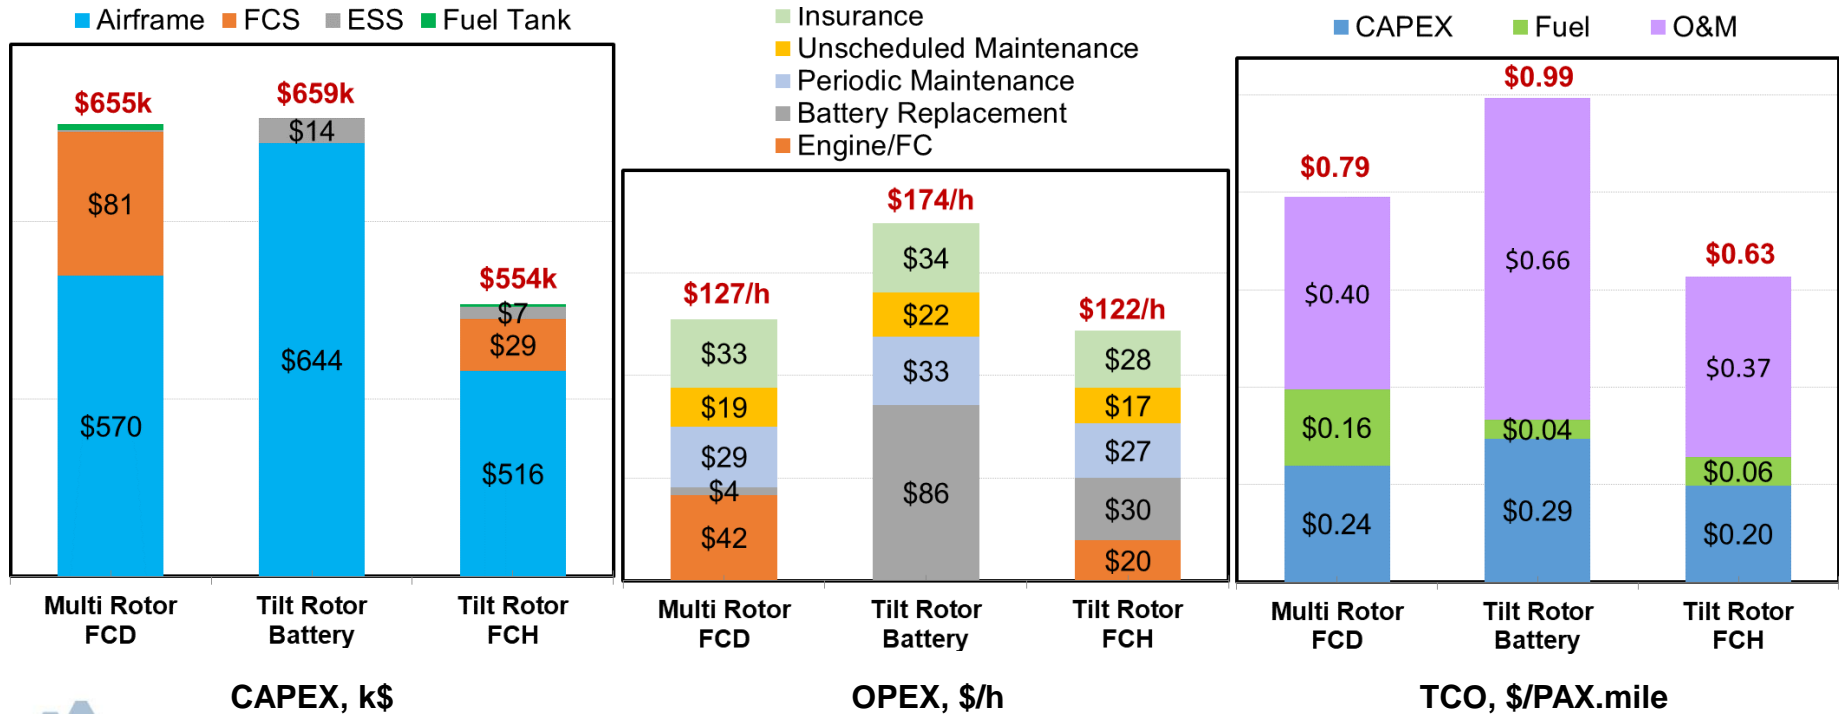 Airframe FCS ESS Fuel Tank
$655k
$81
$570
$659k
$14
$644
$554k
$7
$29
$516
Multi Rotor
FCD
Tilt Rotor
Battery
Tilt Rotor
FCH
CAPEX, k$
Insurance
Unscheduled Maintenance
Periodic Maintenance
Battery Replacement
Engine/FC
$127/h
$33
$19
$29
$4
$42
$174/h
$34
$22
$33
$86
$122/h
$28
$17
$27
$30
$20
Multi Rotor
FCD
Tilt Rotor
Battery
Tilt Rotor
FCH
OPEX, $/h
CAPEX Fuel O&M
$0.79
$0.40
$0.16
$0.24
$0.99
$0.66
$0.04
$0.29
$0.63
$0.37
$0.06
$0.20
Multi Rotor
FCD
Tilt Rotor
Battery
Tilt Rotor
FCH
TCO, $/PAX.mile